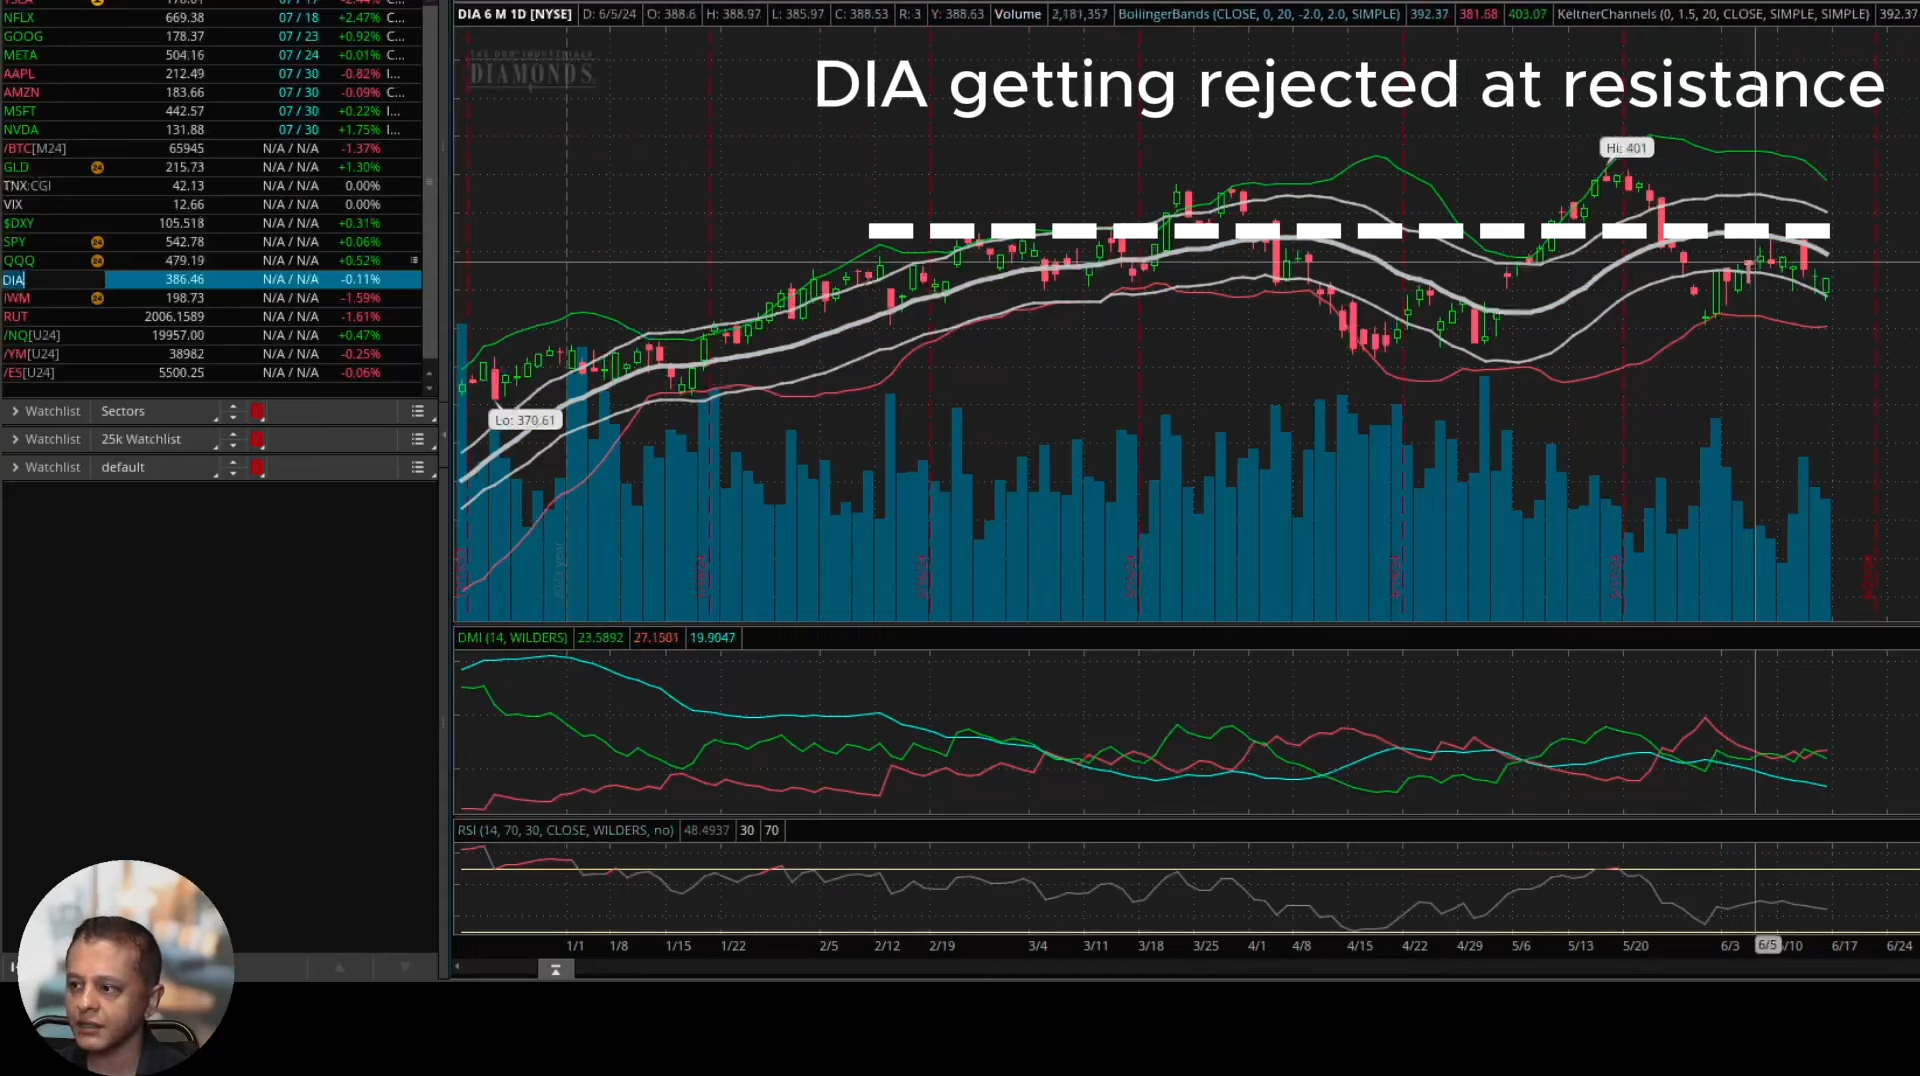 DIA 6 M 1D [NYSE] D: 6/5/24 O: 388.6 H: 388.97 L: 385.97 C: 388.53 R: 3 Y: 388.63 Volume 2,181,357 BollingerBands (CLOSE, 0, 20, -2.0, 2.0, SIMPLE) 392.37 381.68 403.07 KeltnerChannels (0, 1.5, 20, CLOSE, SIMPLE, SIMPLE) 392.37
NFLX 669.38 07 / 18 +2.47% C...
GOOG 178.37 07 / 23 +0.92% C...
META 504.16 07 / 24 +0.01% C...
AAPL 212.49 07 / 30 -0.82% I...
AMZN 183.66 07 / 30 -0.09% C...
MSFT 442.57 07 / 30 +0.22% I...
NVDA 131.88 07 / 30 +1.75% I...
/BTC[M24] 65945 N/A / N/A -1.37%
GLD 24 215.73 N/A / N/A +1.30%
TNX:CGI 42.13 N/A / N/A 0.00%
VIX 12.66 N/A / N/A 0.00%
$DXY 105.518 N/A / N/A +0.31%
SPY 24 542.78 N/A / N/A +0.06%
QQQ 24 479.19 N/A / N/A +0.52%
DIA 386.46 N/A / N/A -0.11%
IWM 24 198.73 N/A / N/A -1.59%
RUT 2006.1589 N/A / N/A -1.61%
/NQ[U24] 19957.00 N/A / N/A +0.47%
/YM[U24] 38982 N/A / N/A -0.25%
/ES[U24] 5500.25 N/A / N/A -0.06%
Watchlist Sectors
Watchlist 25k Watchlist
Watchlist default
DIAMONDS
DIA getting rejected at resistance
Hi: 401
Lo: 370.61
2023 year
DMI (14, WILDERS) 23.5892 27.1501 19.9047
RSI (14, 70, 30, CLOSE, WILDERS, no) 48.4937 30 70
1/1 1/8 1/15 1/22 2/5 2/12 2/19 3/4 3/11 3/18 3/25 4/1 4/8 4/15 4/22 4/29 5/6 5/13 5/20 6/3 6/5 /10 6/17 6/24